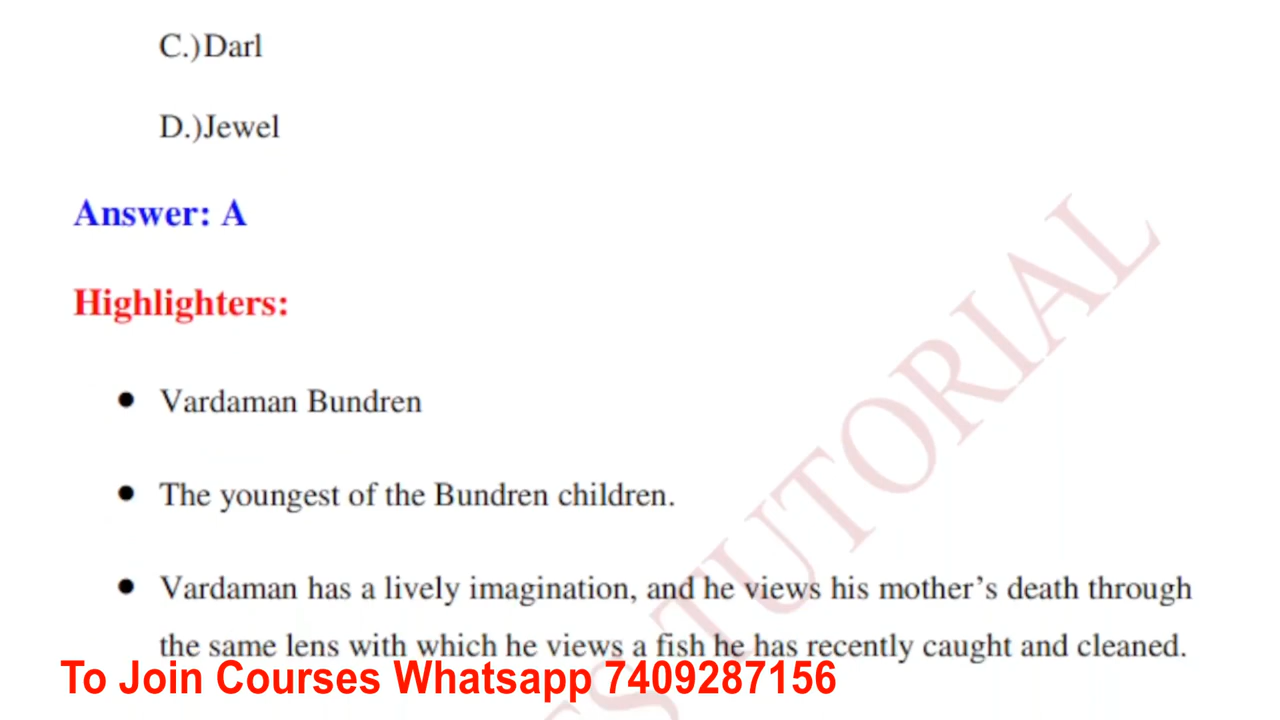 C.)Darl
D.)Jewel
Answer: A
Highlighters:
● Vardaman Bundren
● The youngest of the Bundren children.
● Vardaman has a lively imagination, and he views his mother's death through
the same lens with which he views a fish he has recently caught and cleaned.
To Join Courses Whatsapp 7409287156
TUTORIAL